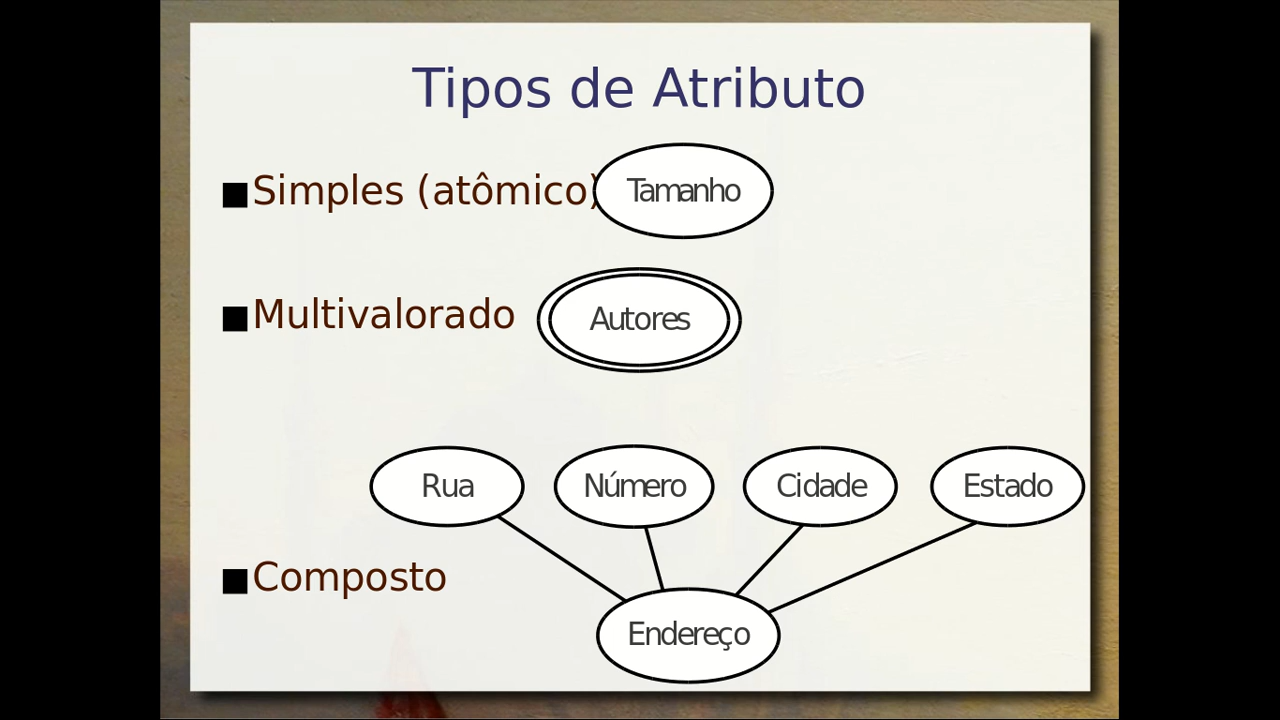 Tipos de Atributo
■Simples (atômico)
Tamanho
■Multivalorado
Autores
Rua
Número
Cidade
Estado
■Composto
Endereço